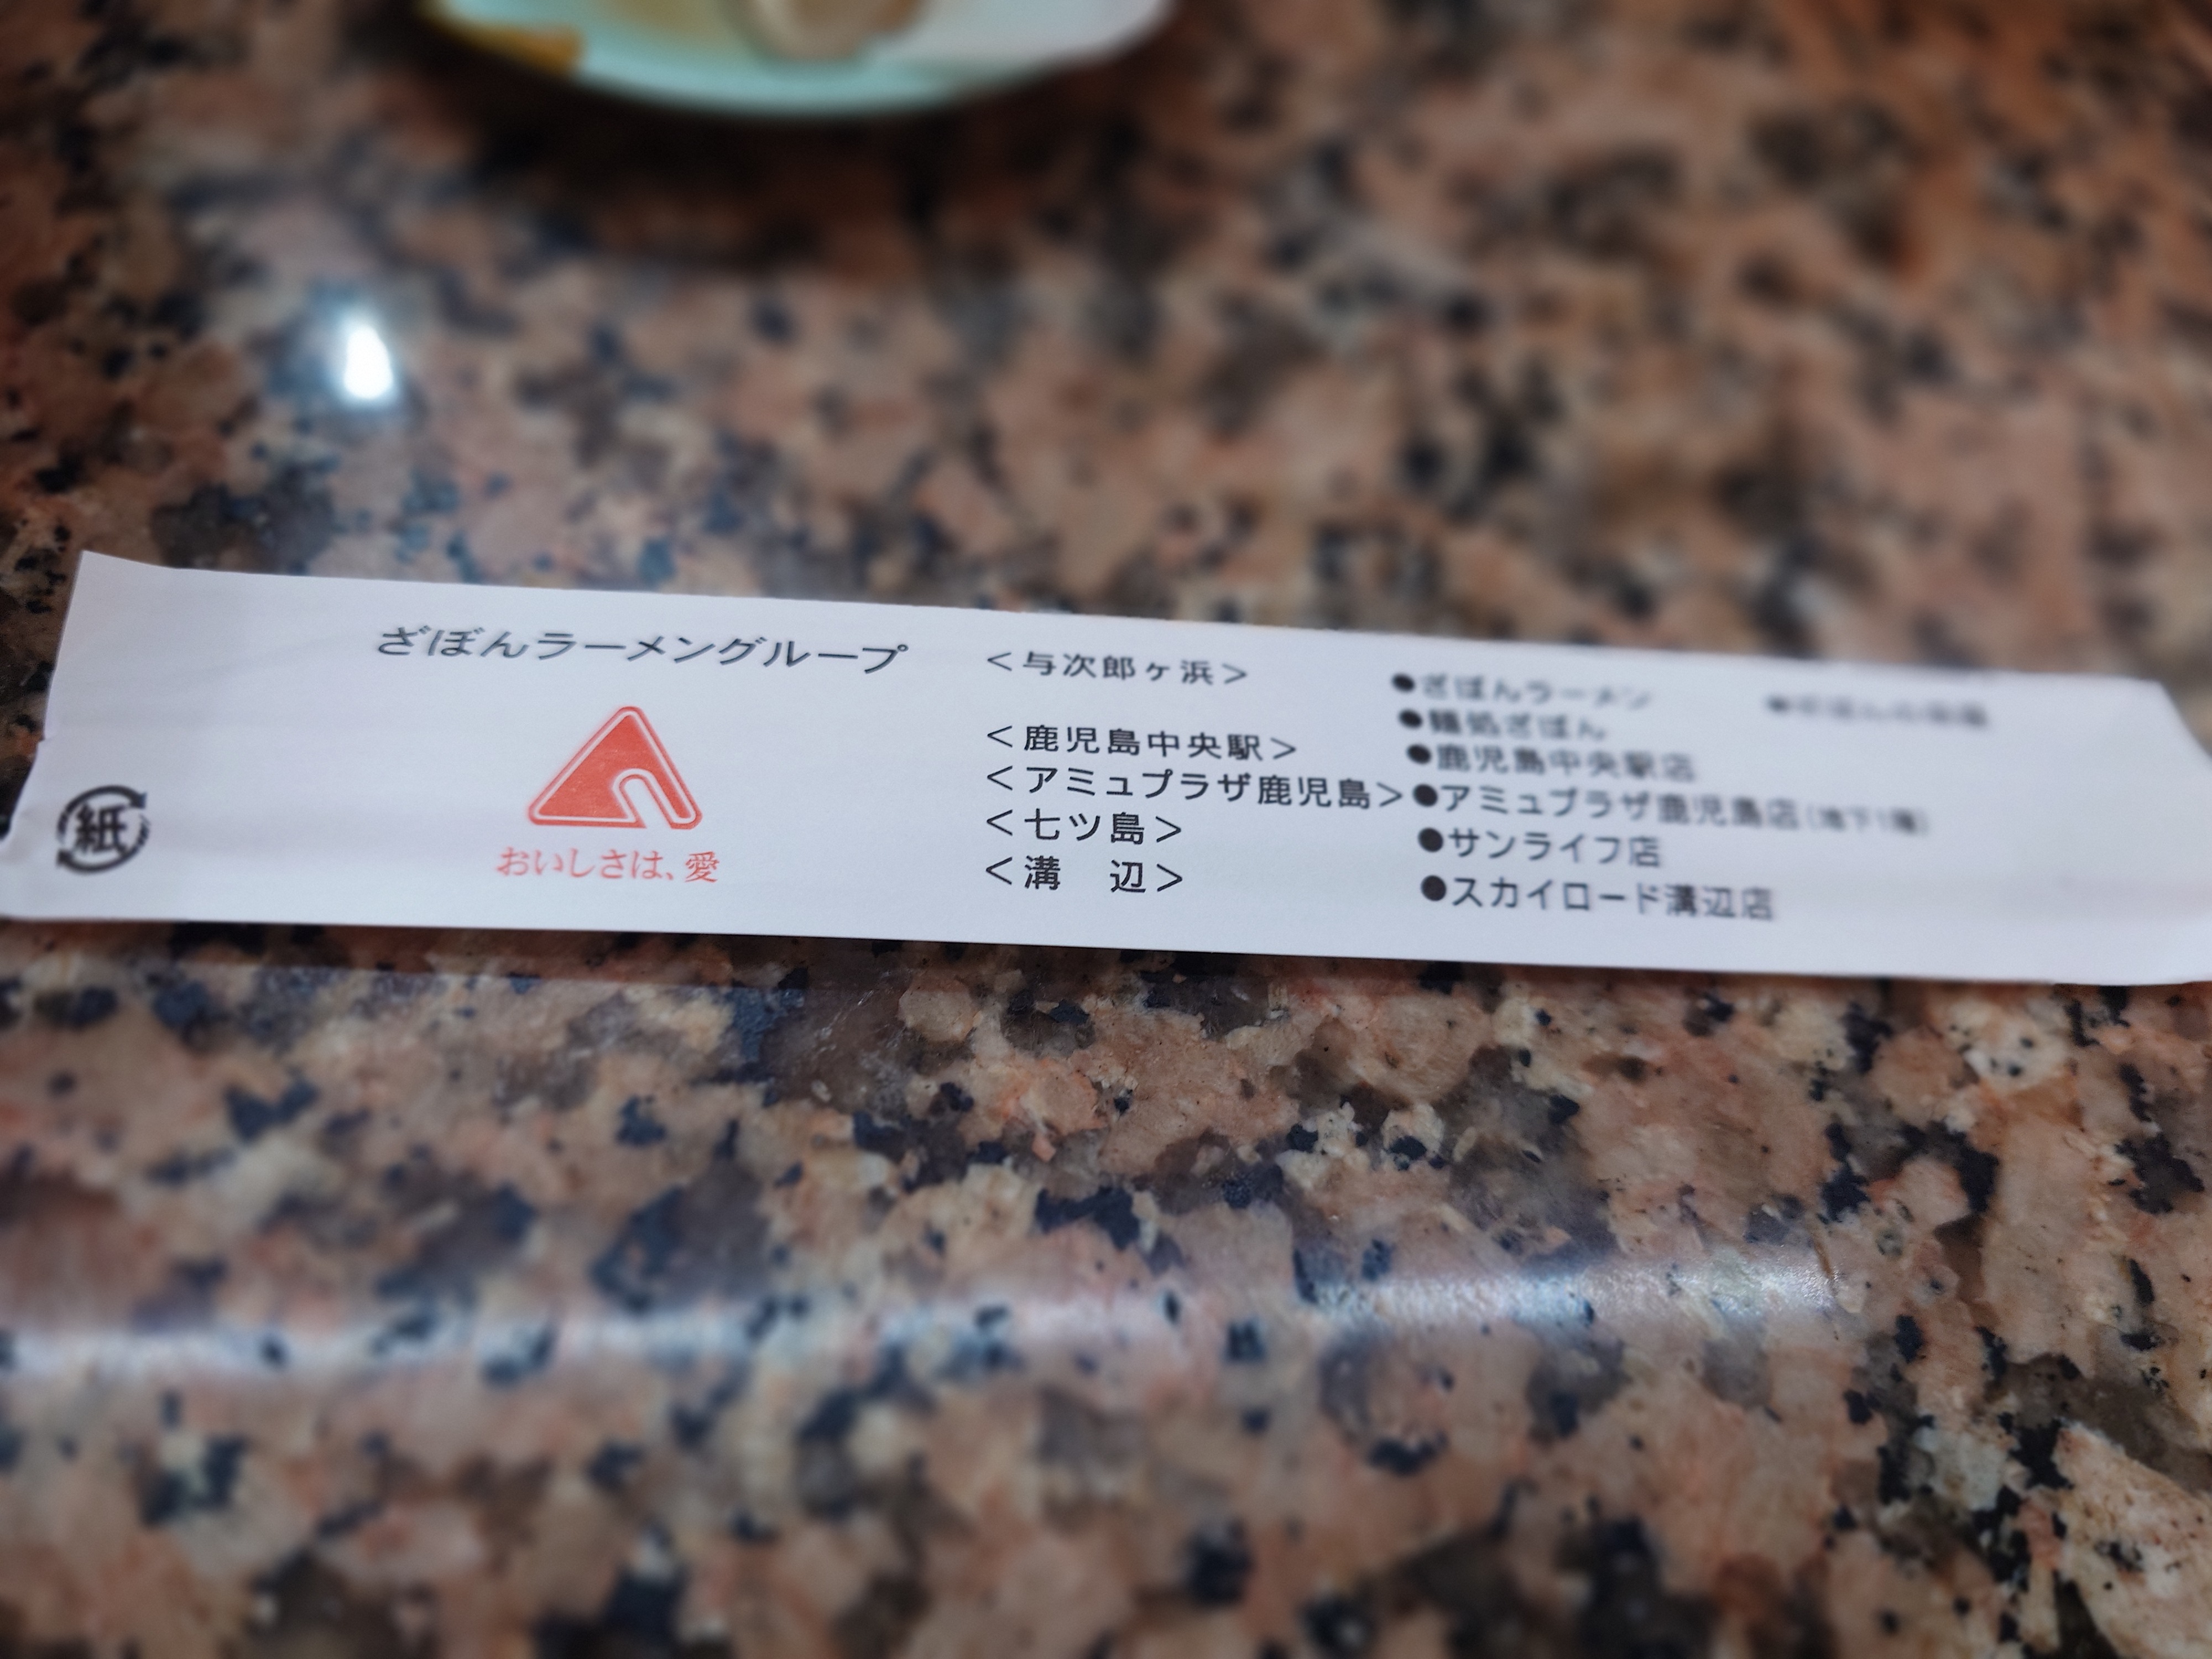 ざぼんラーメングループ
おいしさは、愛
紙
<与次郎ヶ浜> ●ざぼんラーメン
●麺処ざぼん
<鹿児島中央駅> ●鹿児島中央駅店
<アミュプラザ鹿児島> ●アミュプラザ鹿児島店(地下1階)
<七ツ島> ●サンライフ店
<溝 辺> ●スカイロード溝辺店